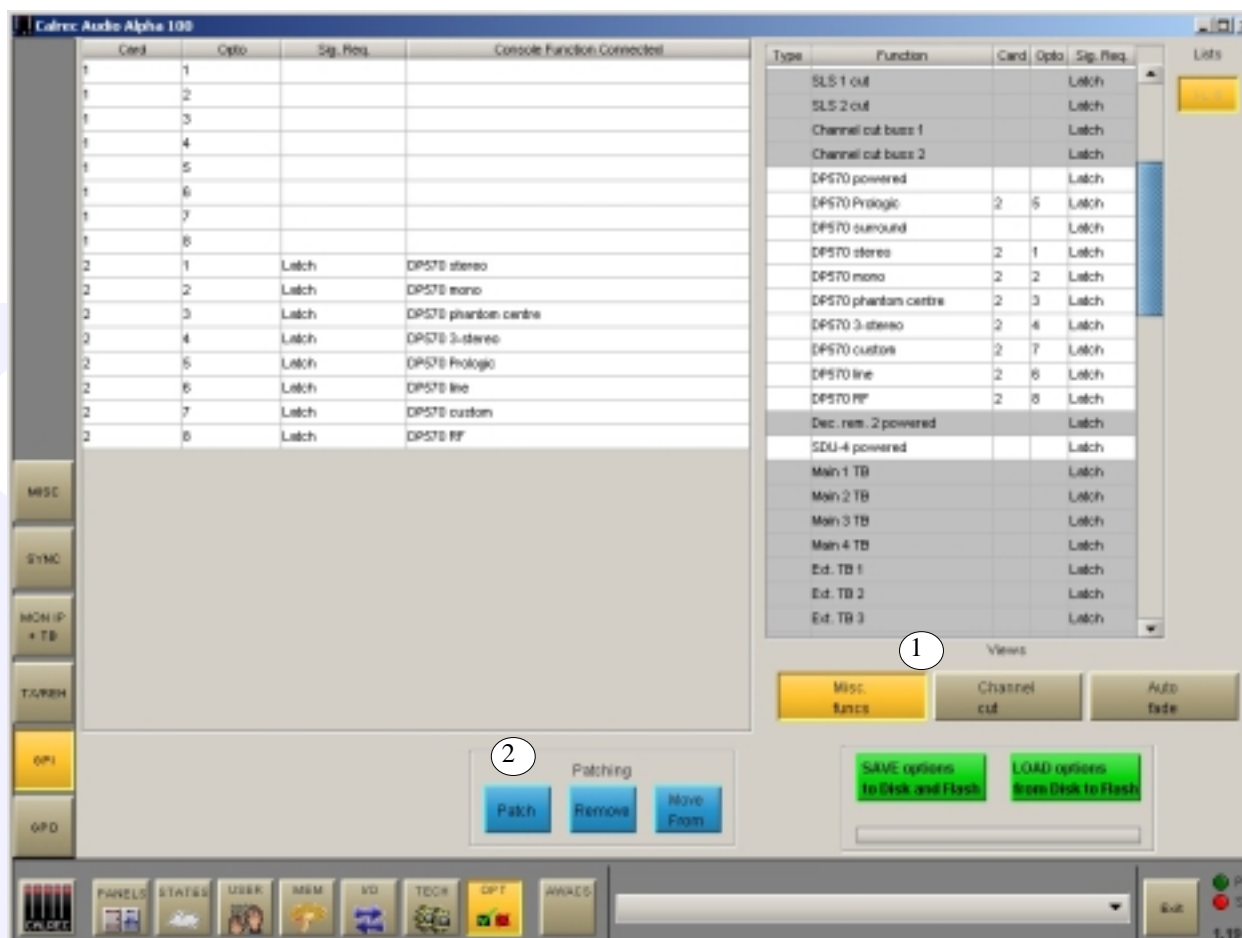 Calrec Audio Alpha 100
Card Opto Sig. Req. Console Function Connected
1 1
1 2
1 3
1 4
1 5
1 6
1 7
1 8
2 1 Latch DP570 stereo
2 2 Latch DP570 mono
2 3 Latch DP570 phantom centre
2 4 Latch DP570 3-stereo
2 5 Latch DP570 Prologic
2 6 Latch DP570 line
2 7 Latch DP570 custom
2 8 Latch DP570 RF
Type Function Card Opto Sig. Req.
SLS 1 cut Latch
SLS 2 cut Latch
Channel cut buss 1 Latch
Channel cut buss 2 Latch
DP570 powered Latch
DP570 Prologic 2 5 Latch
DP570 surround Latch
DP570 stereo 2 1 Latch
DP570 mono 2 2 Latch
DP570 phantom centre 2 3 Latch
DP570 3-stereo 2 4 Latch
DP570 custom 2 7 Latch
DP570 line 2 6 Latch
DP570 RF 2 8 Latch
Dec. rem. 2 powered Latch
SDU-4 powered Latch
Main 1 TB Latch
Main 2 TB Latch
Main 3 TB Latch
Main 4 TB Latch
Ext. TB 1 Latch
Ext. TB 2 Latch
Ext. TB 3 Latch
Lists
1
Views
Misc.
funcs
Channel
cut
Auto
fade
MISC
SYNC
MON IP
+ TB
TX/REH
GPI
GPO
2
Patching
Patch
Remove
Move
From
SAVE options
to Disk and Flash
LOAD options
from Disk to Flash
CALREC
PANELS
STATES
USER
MEM
I/O
TECH
OPT
AWACS
Exit
P
S
1.19